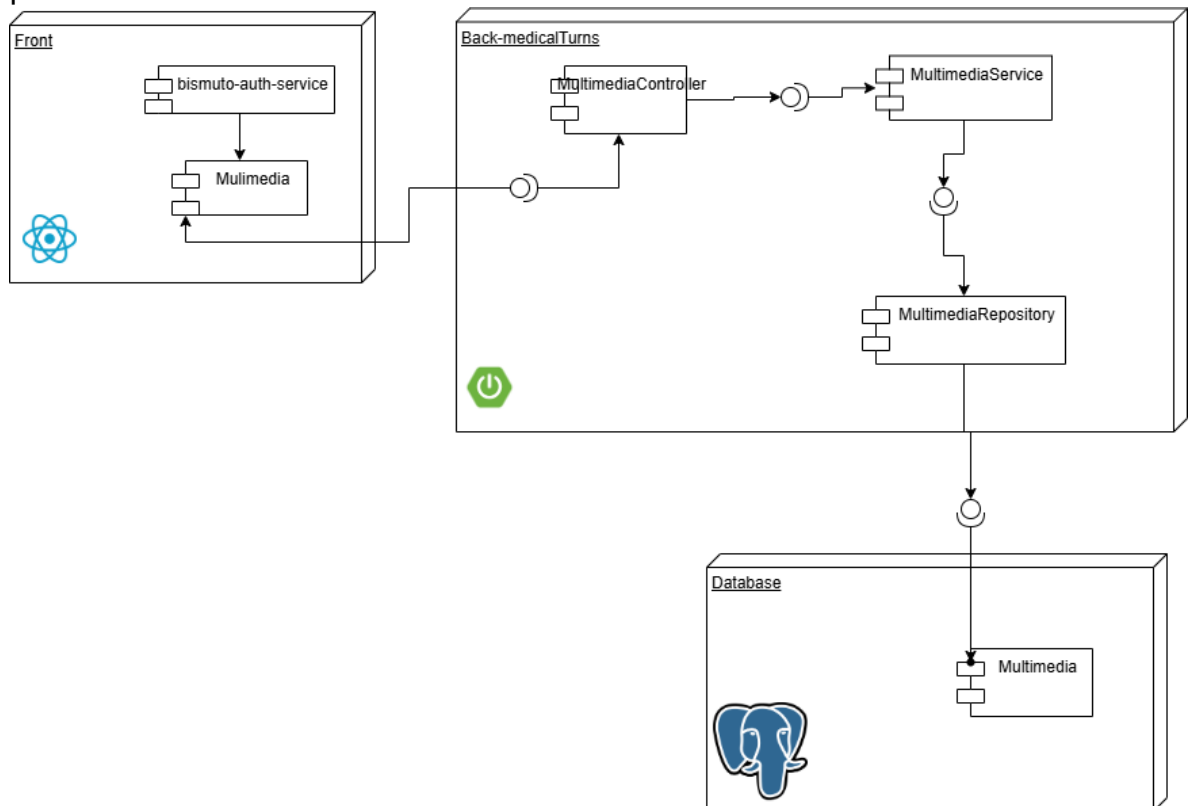 Front
bismuto-auth-service
Mulimedia
Back-medicalTurns
MultimediaController
MultimediaService
MultimediaRepository
Database
Multimedia